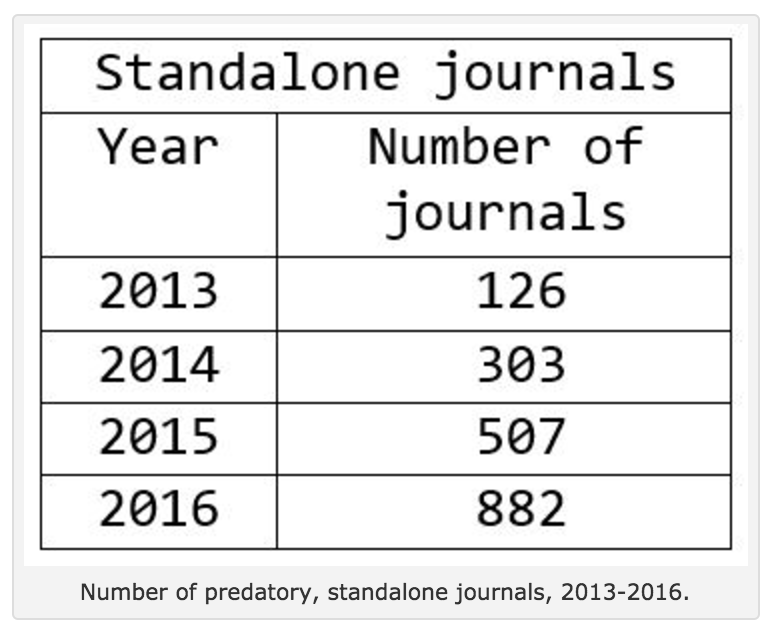 Standalone journals
Year Number of
journals
2013 126
2014 303
2015 507
2016 882
Number of predatory, standalone journals, 2013-2016.